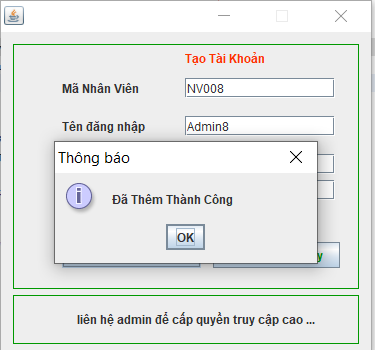 Tạo Tài Khoản
Mã Nhân Viên NV008
Tên đăng nhập Admin8
Thông báo
Đã Thêm Thành Công
OK
liên hệ admin để cấp quyền truy cập cao ...